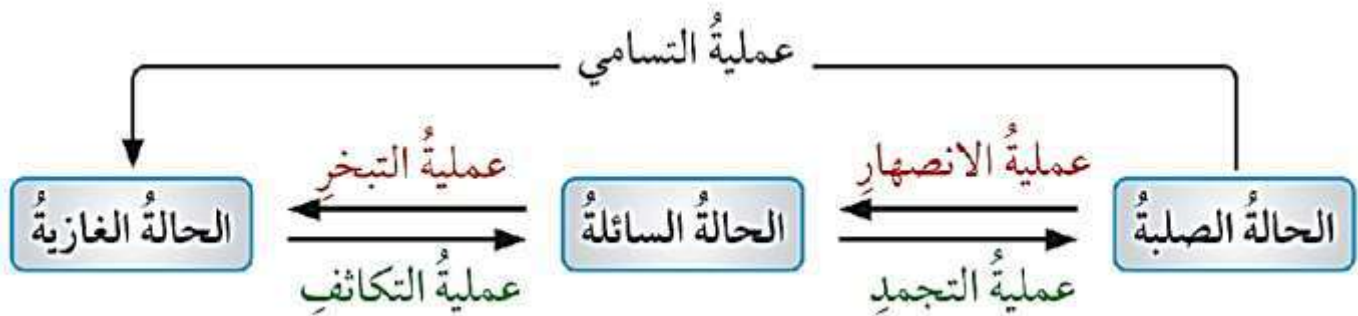 عمليةُ التسامي
عمليةُ الانصهارِ
عمليةُ التبخرِ
الحالةُ الصلبةُ
الحالةُ السائلةُ
الحالةُ الغازيةُ
عمليةُ التجمدِ
عمليةُ التكاثفِ